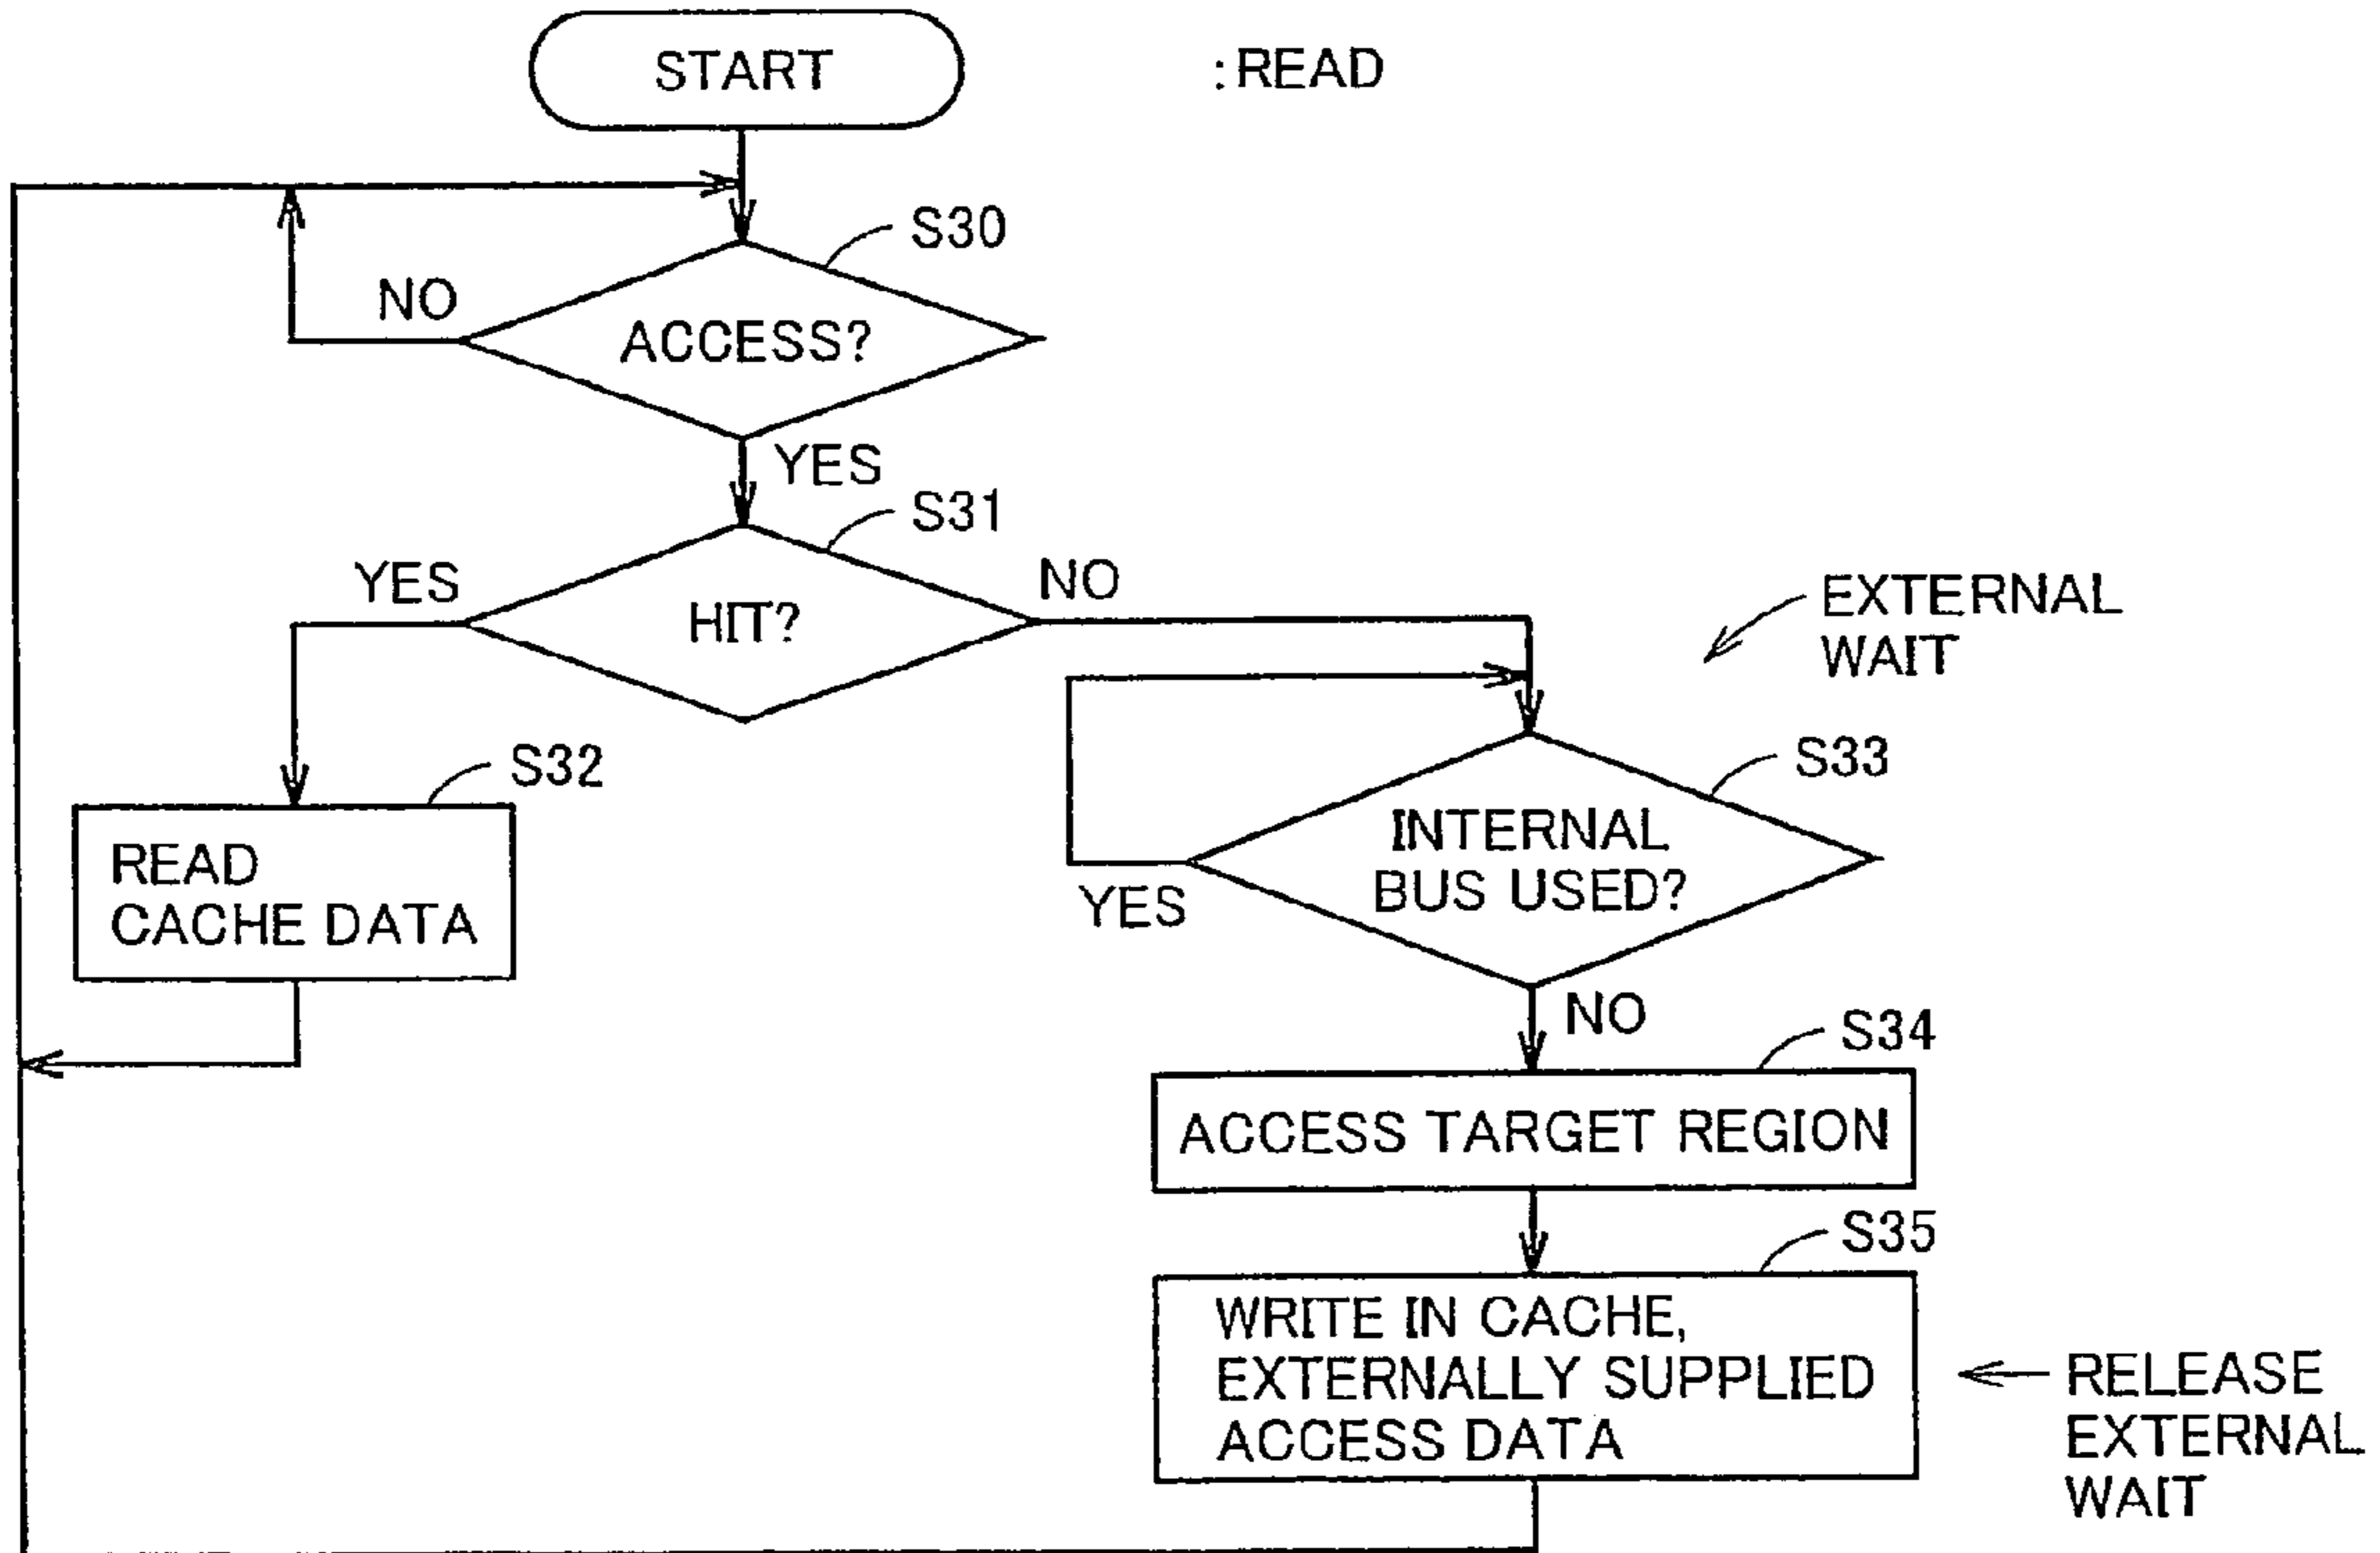 START
:READ
S30
NO
ACCESS?
YES
S31
YES
HIT?
NO
EXTERNAL
WAIT
S32
READ
CACHE DATA
S33
INTERNAL
BUS USED?
YES
NO
S34
ACCESS TARGET REGION
S35
WRITE IN CACHE,
EXTERNALLY SUPPLIED
ACCESS DATA
RELEASE
EXTERNAL
WAIT